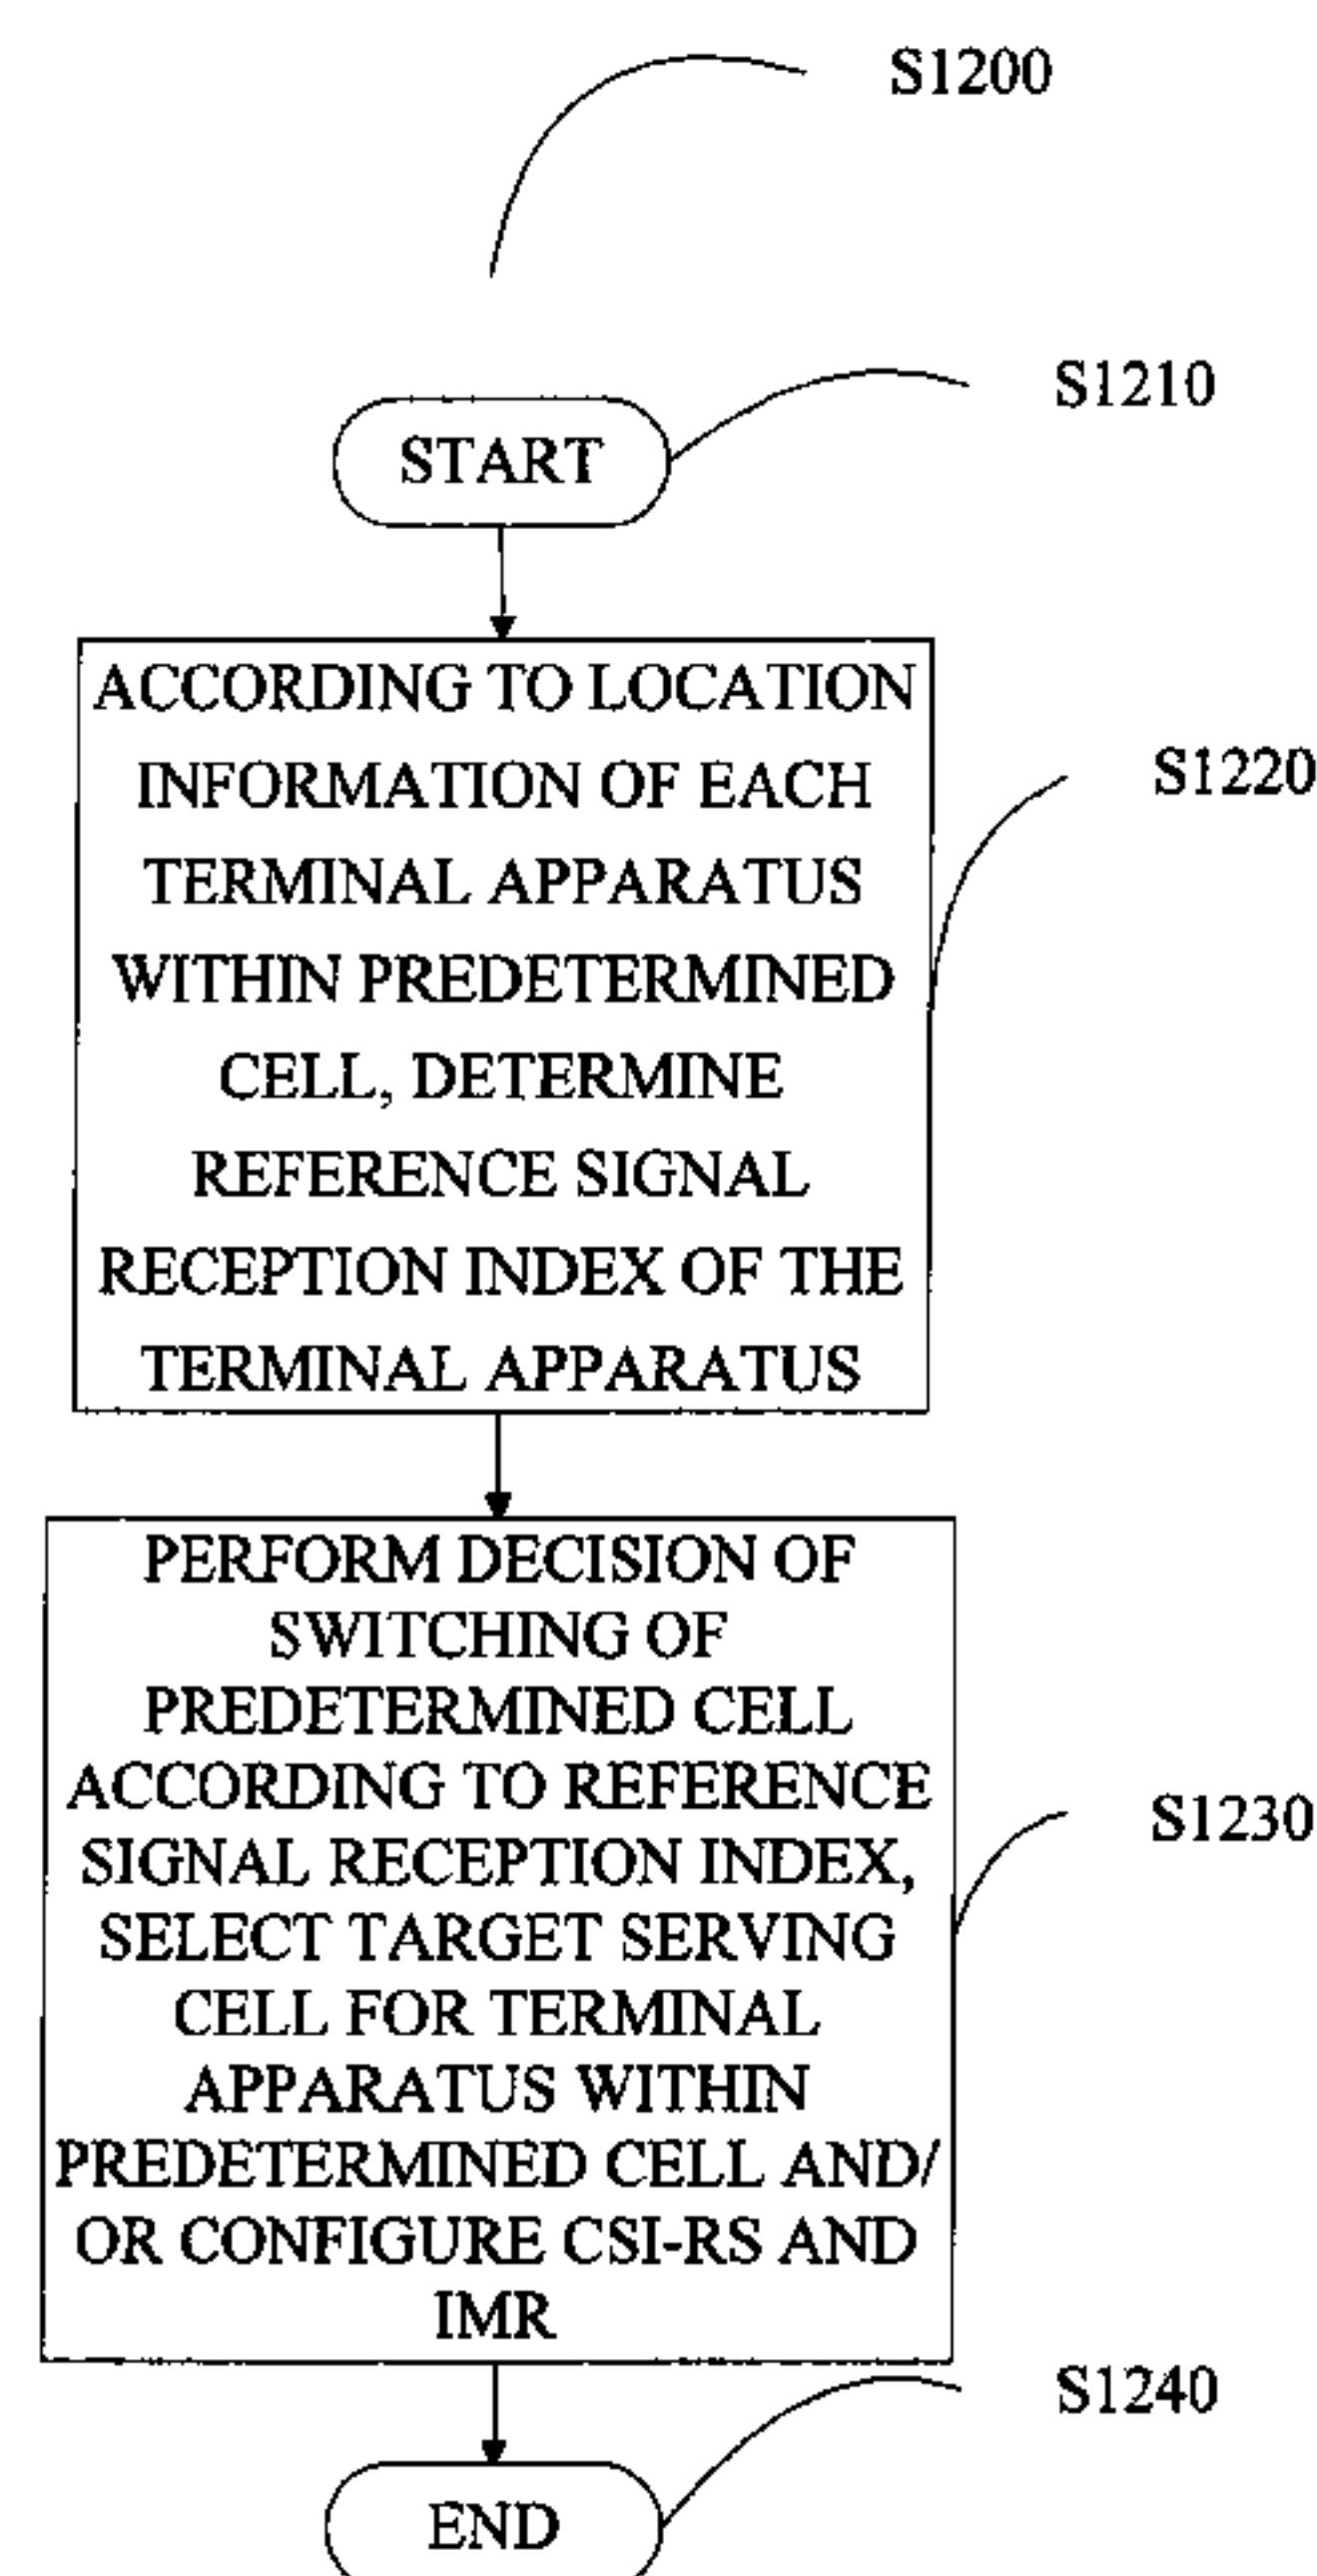 S1200
S1210
START
ACCORDING TO LOCATION
INFORMATION OF EACH
TERMINAL APPARATUS
WITHIN PREDETERMINED
CELL, DETERMINE
REFERENCE SIGNAL
RECEPTION INDEX OF THE
TERMINAL APPARATUS
S1220
PERFORM DECISION OF
SWITCHING OF
PREDETERMINED CELL
ACCORDING TO REFERENCE
SIGNAL RECEPTION INDEX,
SELECT TARGET SERVING
CELL FOR TERMINAL
APPARATUS WITHIN
PREDETERMINED CELL AND/
OR CONFIGURE CSI-RS AND
IMR
S1230
S1240
END